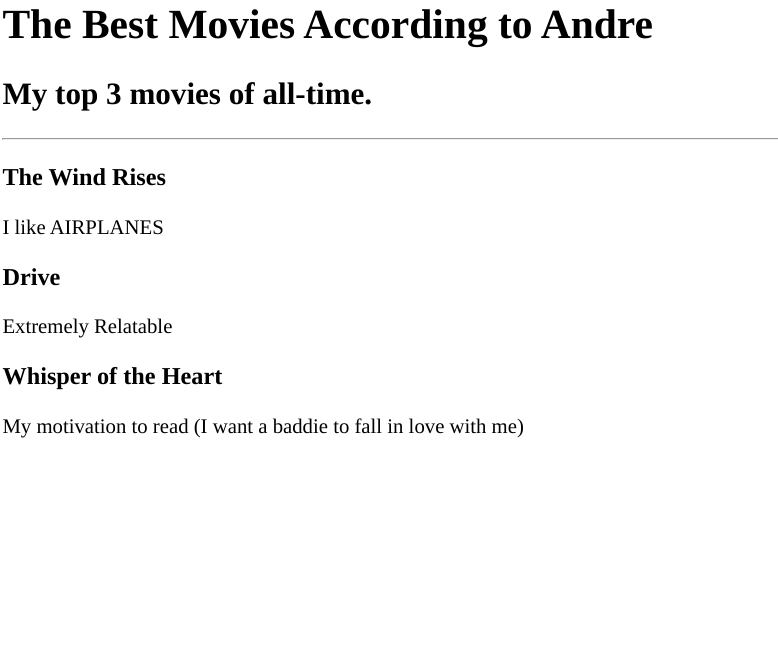 The Best Movies According to Andre
My top 3 movies of all-time.
The Wind Rises
I like AIRPLANES
Drive
Extremely Relatable
Whisper of the Heart
My motivation to read (I want a baddie to fall in love with me)